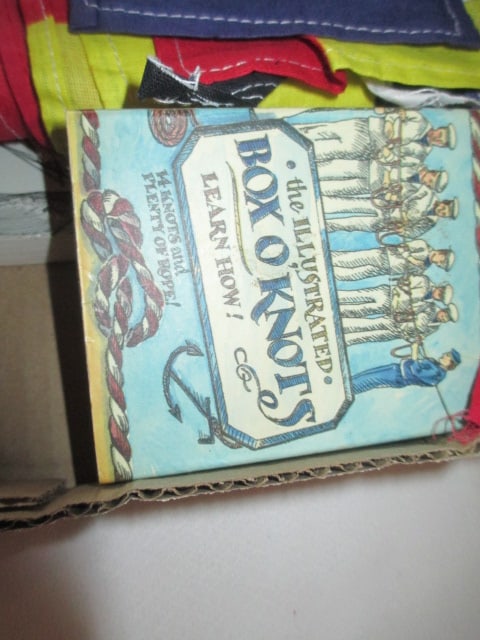 • the ILLUSTRATED •
BOX O'KNOTS
LEARN HOW!
14 KNOTS and
PLENTY OF ROPE!